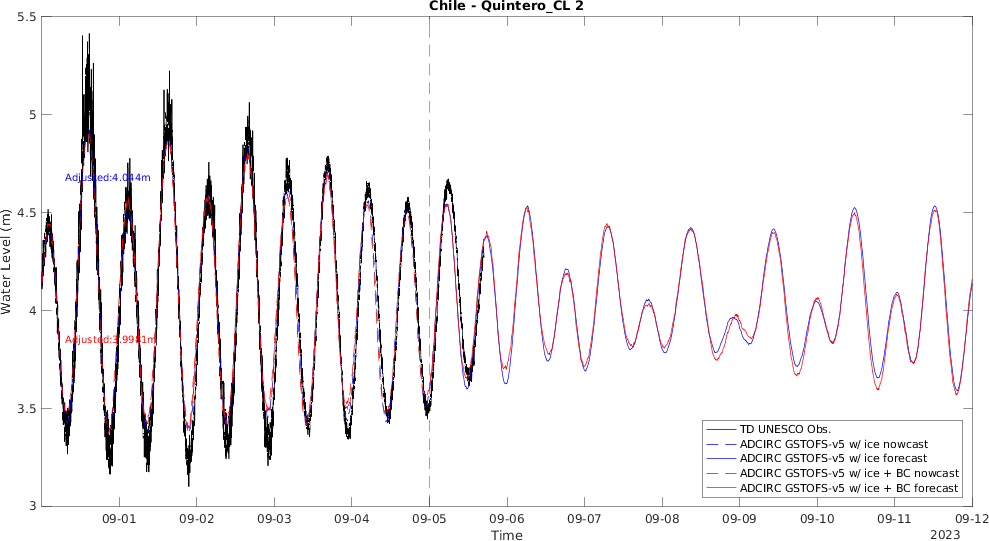 Chile - Quintero_CL 2
5.5
5
4.5
4
3.5
3
Water Level (m)
Adjusted:4.044m
Adjusted:3.9981m
TD UNESCO Obs.
ADCIRC GSTOFS-v5 w/ ice nowcast
ADCIRC GSTOFS-v5 w/ ice forecast
ADCIRC GSTOFS-v5 w/ ice + BC nowcast
ADCIRC GSTOFS-v5 w/ ice + BC forecast
09-01 09-02 09-03 09-04 09-05 09-06 09-07 09-08 09-09 09-10 09-11 09-12
Time
2023